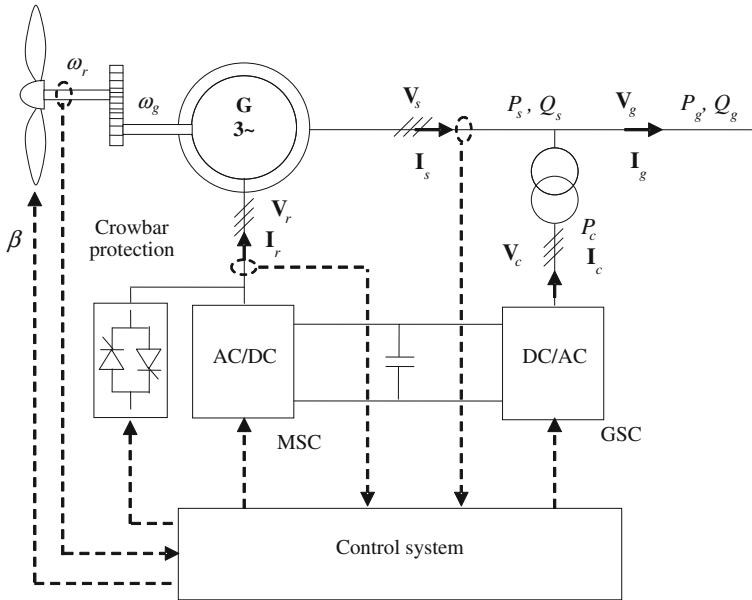 ω_r
ω_g
G
3~
V_s
I_s
P_s, Q_s
V_g
I_g
P_g, Q_g
β
Crowbar
protection
V_r
I_r
P_c
V_c
I_c
AC/DC
DC/AC
MSC
GSC
Control system